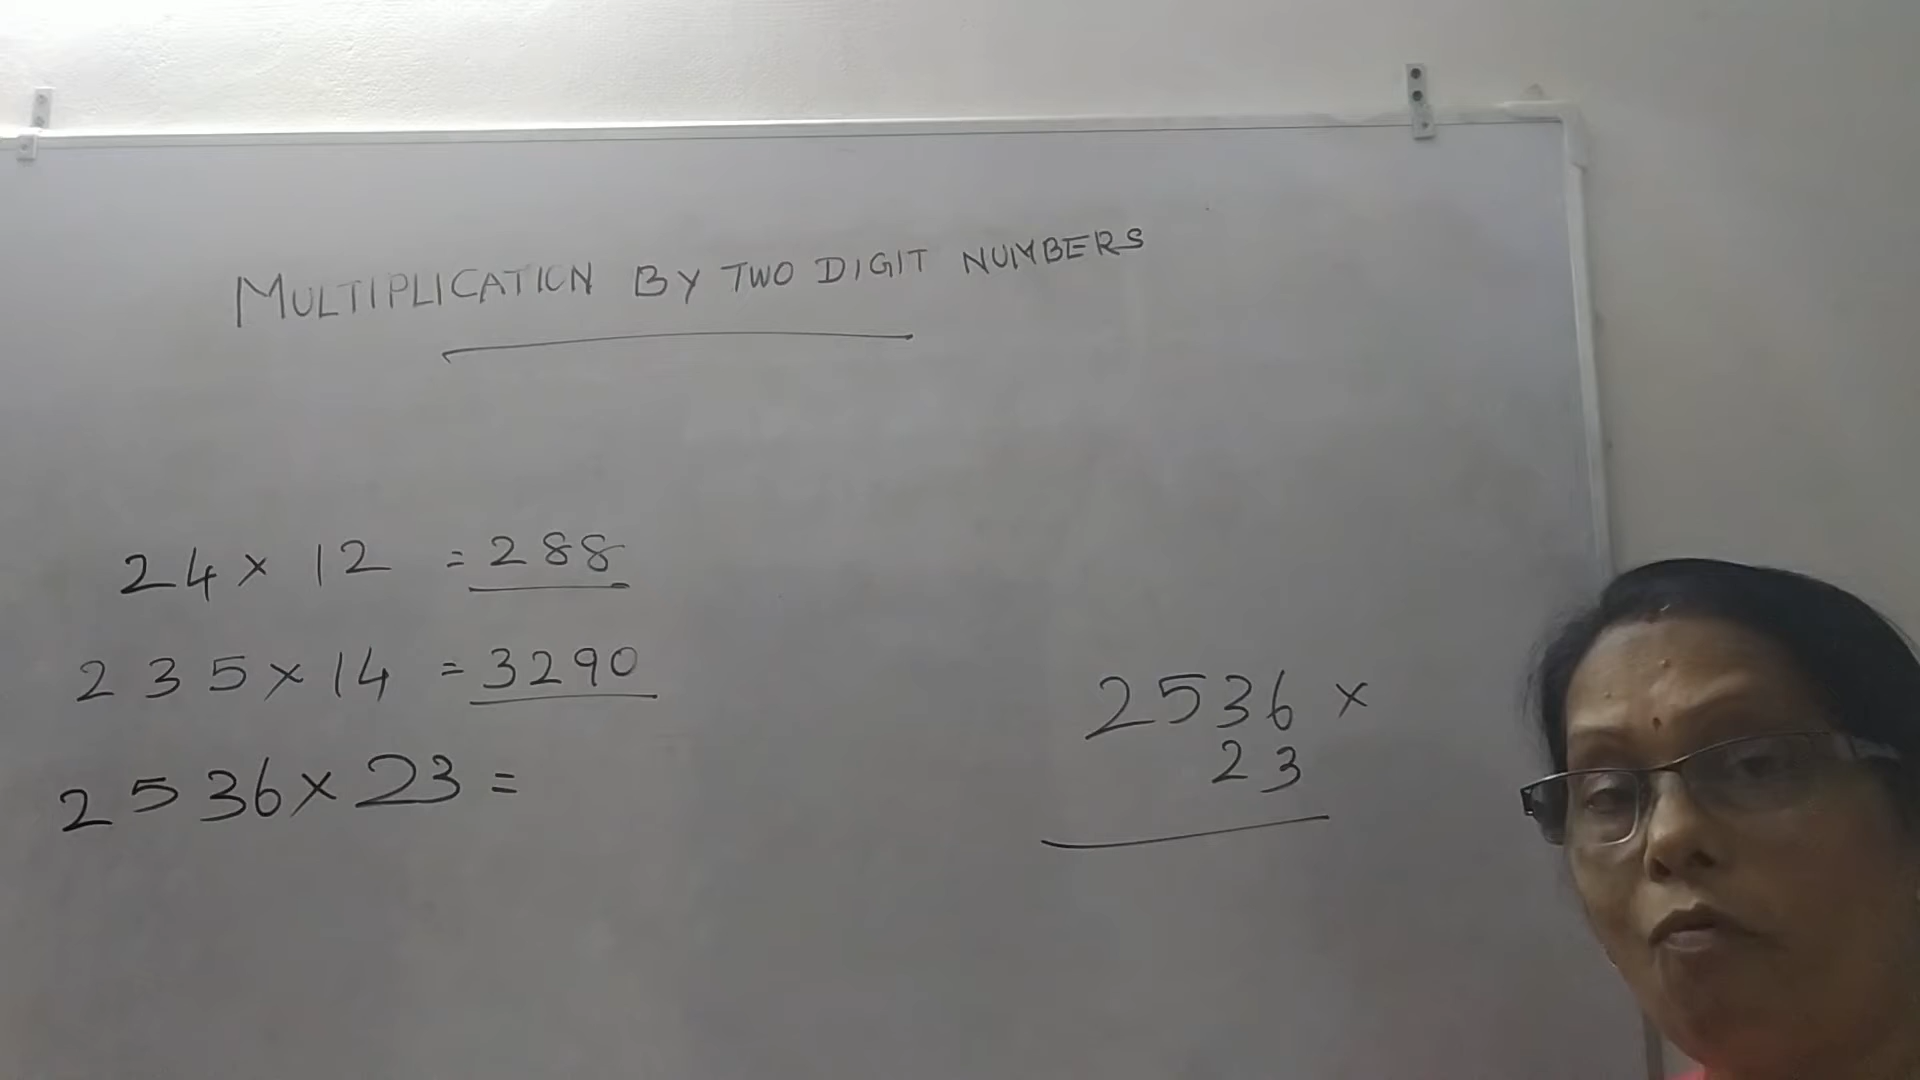 MULTIPLICATION BY TWO DIGIT NUMBERS
24 × 12 = 288
235 × 14 = 3290
2536 × 23 =
2536 ×
23